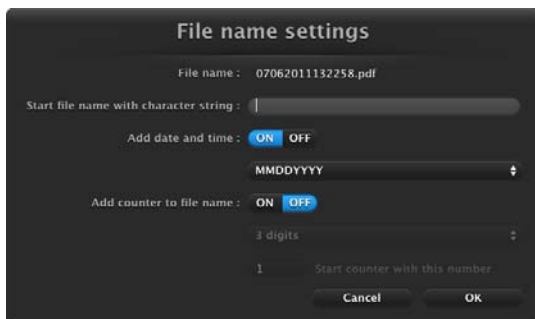 File name settings
File name : 07062011132258.pdf
Start file name with character string :
Add date and time : ON OFF
MMDDYYYY
Add counter to file name : ON OFF
3 digits
1 Start counter with this number
Cancel OK